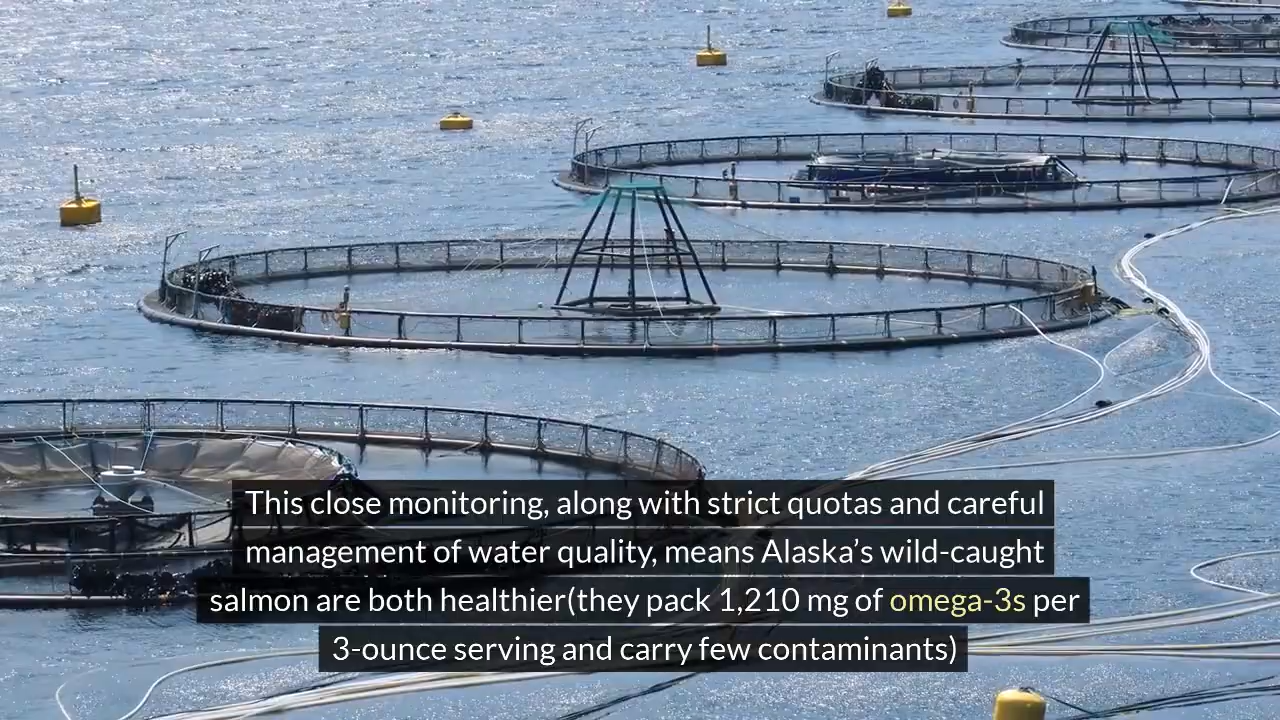 This close monitoring, along with strict quotas and careful
management of water quality, means Alaska’s wild-caught
salmon are both healthier(they pack 1,210 mg of omega-3s per
3-ounce serving and carry few contaminants)